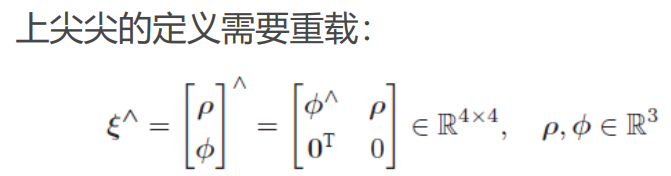 上尖尖的定义需要重载：
ξ^∧ = [ρ ϕ]^∧ = [ϕ^∧ ρ 0^T 0] ∈ ℝ^{4×4}, ρ, ϕ ∈ ℝ^3